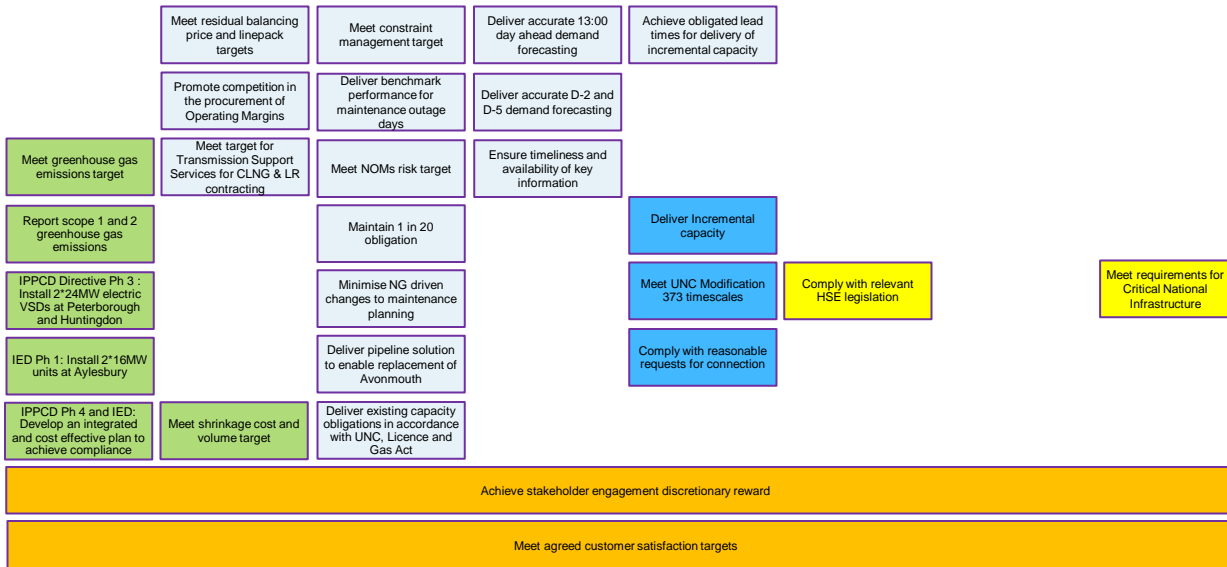 Meet residual balancing
price and linepack
targets
Meet constraint
management target
Deliver accurate 13:00
day ahead demand
forecasting
Achieve obligated lead
times for delivery of
incremental capacity
Promote competition in
the procurement of
Operating Margins
Deliver benchmark
performance for
maintenance outage
days
Deliver accurate D-2 and
D-5 demand forecasting
Meet greenhouse gas
emissions target
Meet target for
Transmission Support
Services for CLNG & LR
contracting
Meet NOMs risk target
Ensure timeliness and
availability of key
information
Report scope 1 and 2
greenhouse gas
emissions
Maintain 1 in 20
obligation
Deliver Incremental
capacity
IPPCD Directive Ph 3 :
Install 2*24MW electric
VSDs at Peterborough
and Huntingdon
Minimise NG driven
changes to maintenance
planning
Meet UNC Modification
373 timescales
Comply with relevant
HSE legislation
Meet requirements for
Critical National
Infrastructure
IED Ph 1: Install 2*16MW
units at Aylesbury
Deliver pipeline solution
to enable replacement of
Avonmouth
Comply with reasonable
requests for connection
IPPCD Ph 4 and IED:
Develop an integrated
and cost effective plan to
achieve compliance
Meet shrinkage cost and
volume target
Deliver existing capacity
obligations in accordance
with UNC, Licence and
Gas Act
Achieve stakeholder engagement discretionary reward
Meet agreed customer satisfaction targets